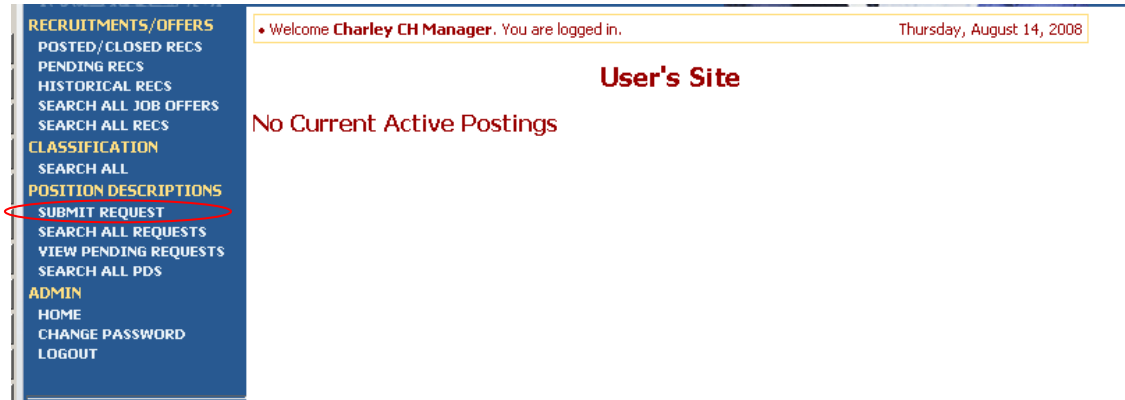 RECRUITMENTS/OFFERS
POSTED/CLOSED RECS
PENDING RECS
HISTORICAL RECS
SEARCH ALL JOB OFFERS
SEARCH ALL RECS
CLASSIFICATION
SEARCH ALL
POSITION DESCRIPTIONS
SUBMIT REQUEST
SEARCH ALL REQUESTS
VIEW PENDING REQUESTS
SEARCH ALL PDS
ADMIN
HOME
CHANGE PASSWORD
LOGOUT
• Welcome Charley CH Manager. You are logged in. Thursday, August 14, 2008
User's Site
No Current Active Postings